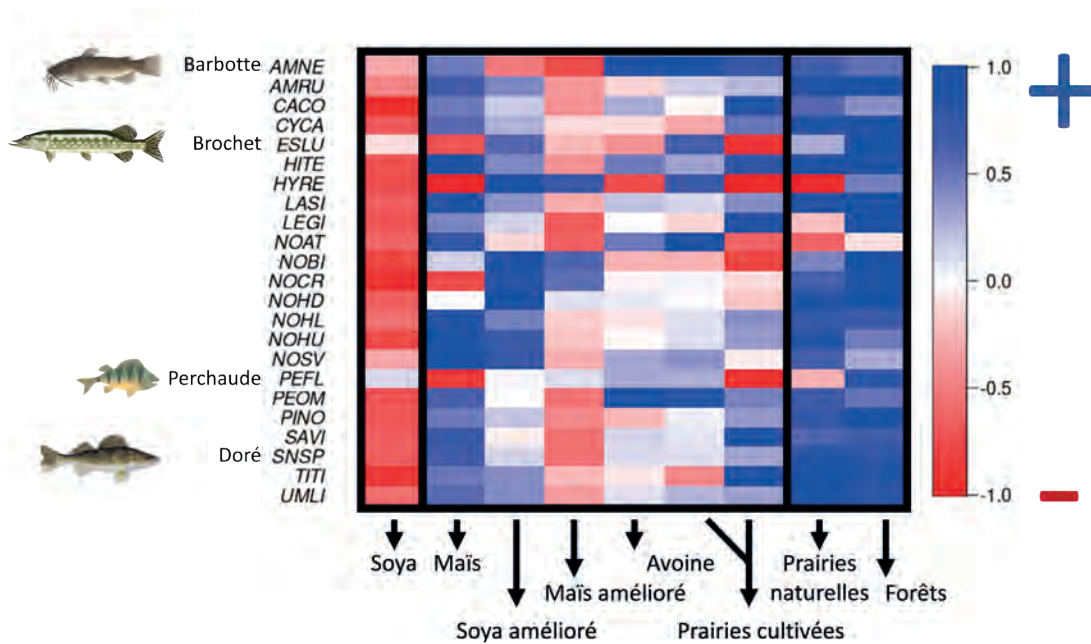 Barbotte AMNE 1.0
AMRU
CACO
CYCA
Brochet ESLU
HITE 0.5
HYRE
LASI
LEGI
NOAT
NOBI
NOCR 0.0
NOHD
NOHL
NOHU
NOSV
Perchaude PEFL -0.5
PEOM
PINO
SAVI
Doré SNSP
TITI
UMLI -1.0
Soya Maïs Avoine Prairies
Maïs amélioré naturelles Forêts
Soya amélioré Prairies cultivées